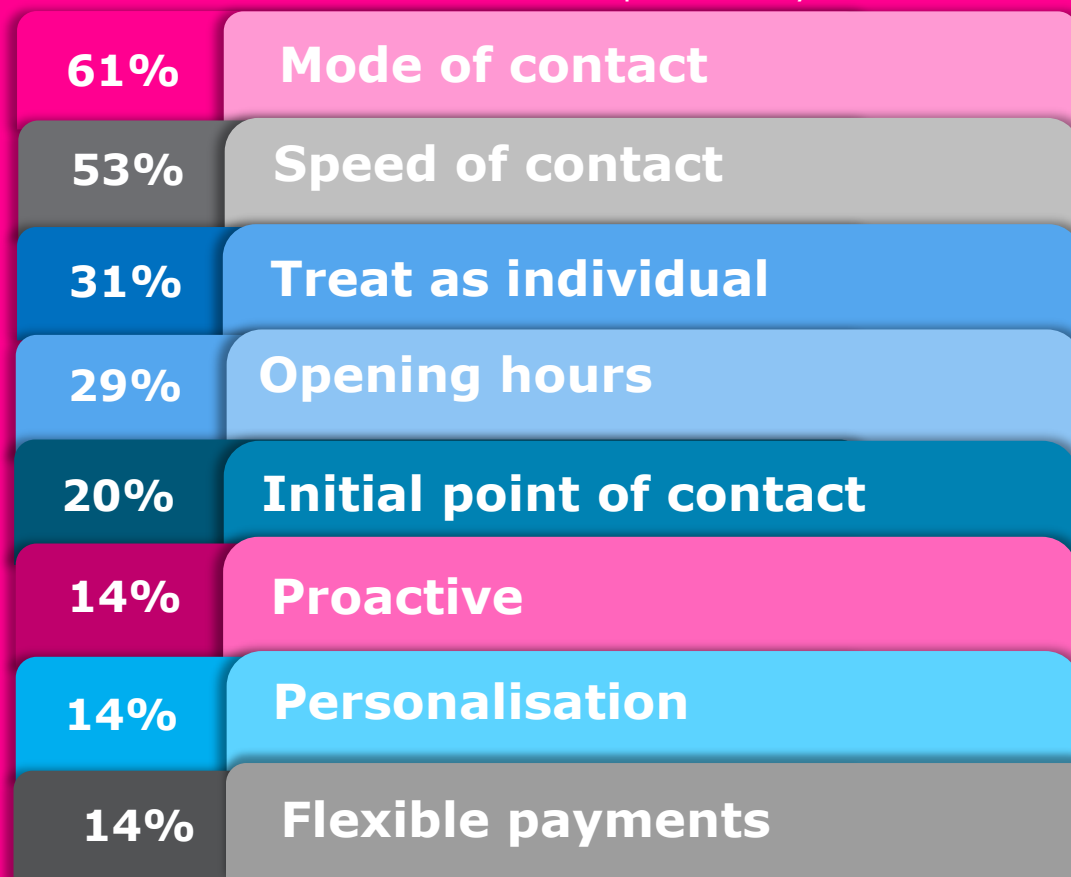 61% Mode of contact
53% Speed of contact
31% Treat as individual
29% Opening hours
20% Initial point of contact
14% Proactive
14% Personalisation
14% Flexible payments